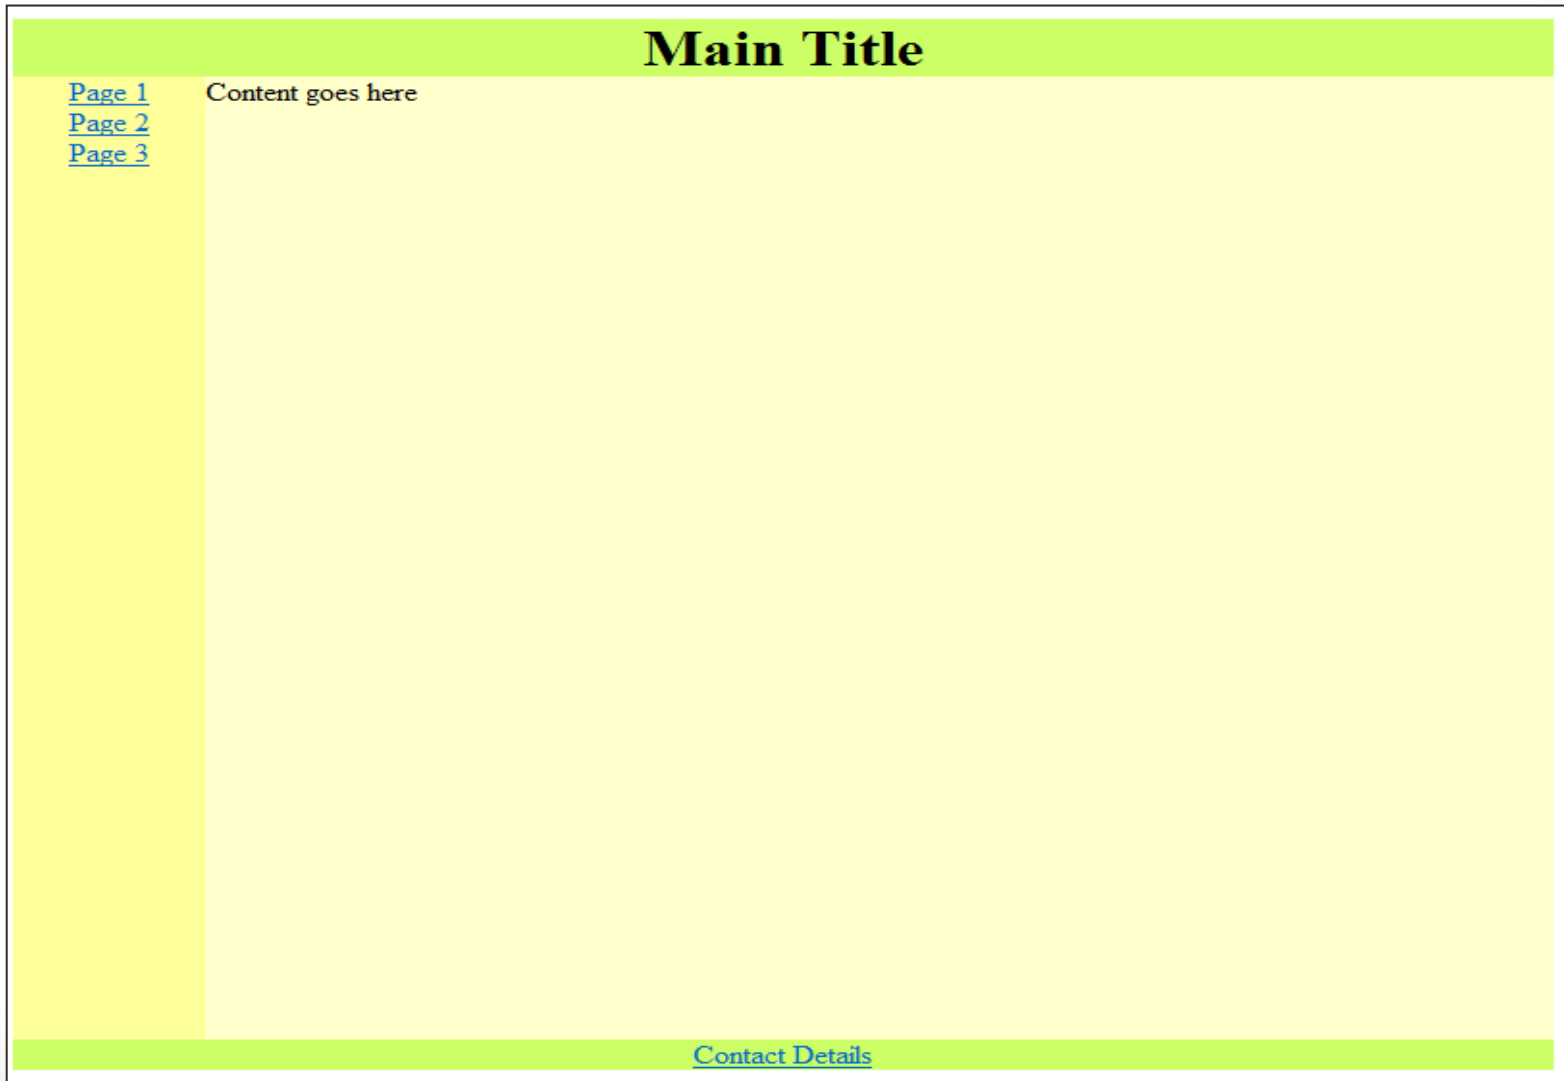 Main Title
Page 1
Page 2
Page 3
Content goes here
Contact Details